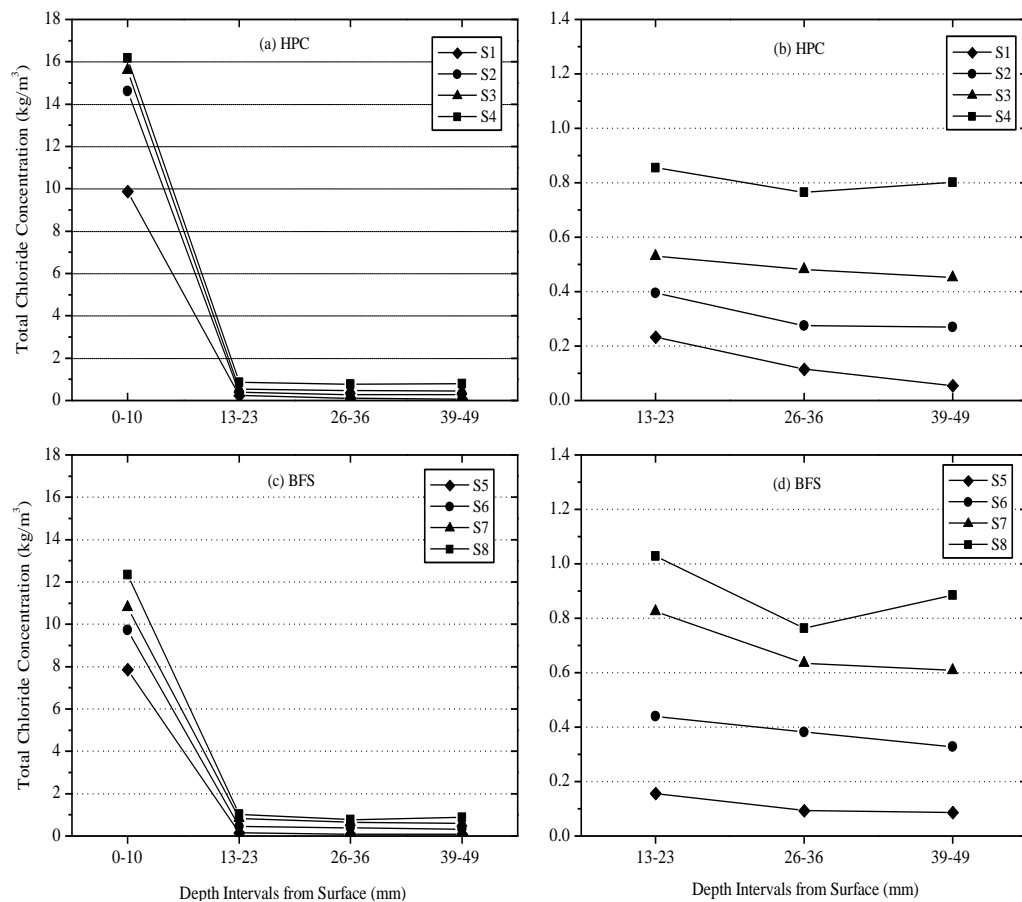 (a) HPC
S1
S2
S3
S4
18
16
14
12
10
8
6
4
2
0
0-10
13-23
26-36
39-49
Total Chloride Concentration (kg/m³)
(b) HPC
S1
S2
S3
S4
1.4
1.2
1.0
0.8
0.6
0.4
0.2
0.0
13-23
26-36
39-49
(c) BFS
S5
S6
S7
S8
18
16
14
12
10
8
6
4
2
0
0-10
13-23
26-36
39-49
Total Chloride Concentration (kg/m³)
Depth Intervals from Surface (mm)
(d) BFS
S5
S6
S7
S8
1.4
1.2
1.0
0.8
0.6
0.4
0.2
0.0
13-23
26-36
39-49
Depth Intervals from Surface (mm)